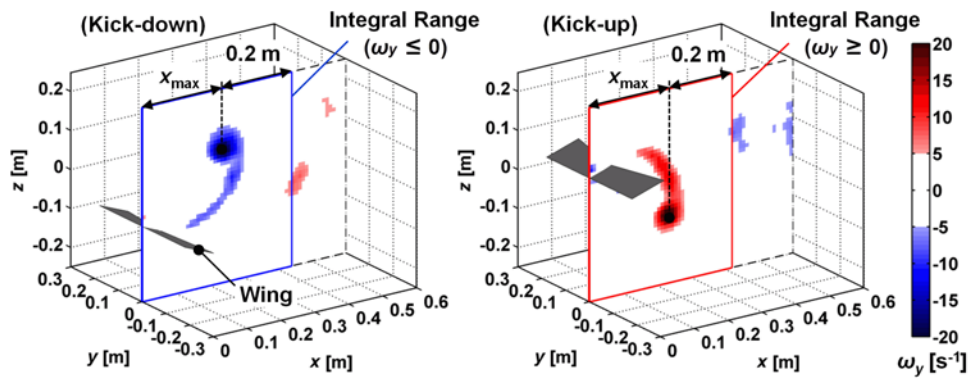 (Kick-down)
Integral Range
(ω_y ≤ 0)
0.2 m
x_max
z [m]
0.2
0.1
0
-0.1
-0.2
0.3
0.2
0.1
0
-0.1
-0.2
-0.3
y [m]
Wing
0
0.1
0.2
0.3
0.4
0.5
0.6
x [m]
(Kick-up)
Integral Range
(ω_y ≥ 0)
0.2 m
x_max
z [m]
0.2
0.1
0
-0.1
-0.2
0.3
0.2
0.1
0
-0.1
-0.2
-0.3
y [m]
0
0.1
0.2
0.3
0.4
0.5
0.6
x [m]
20
15
10
5
0
-5
-10
-15
-20
ω_y [s⁻¹]